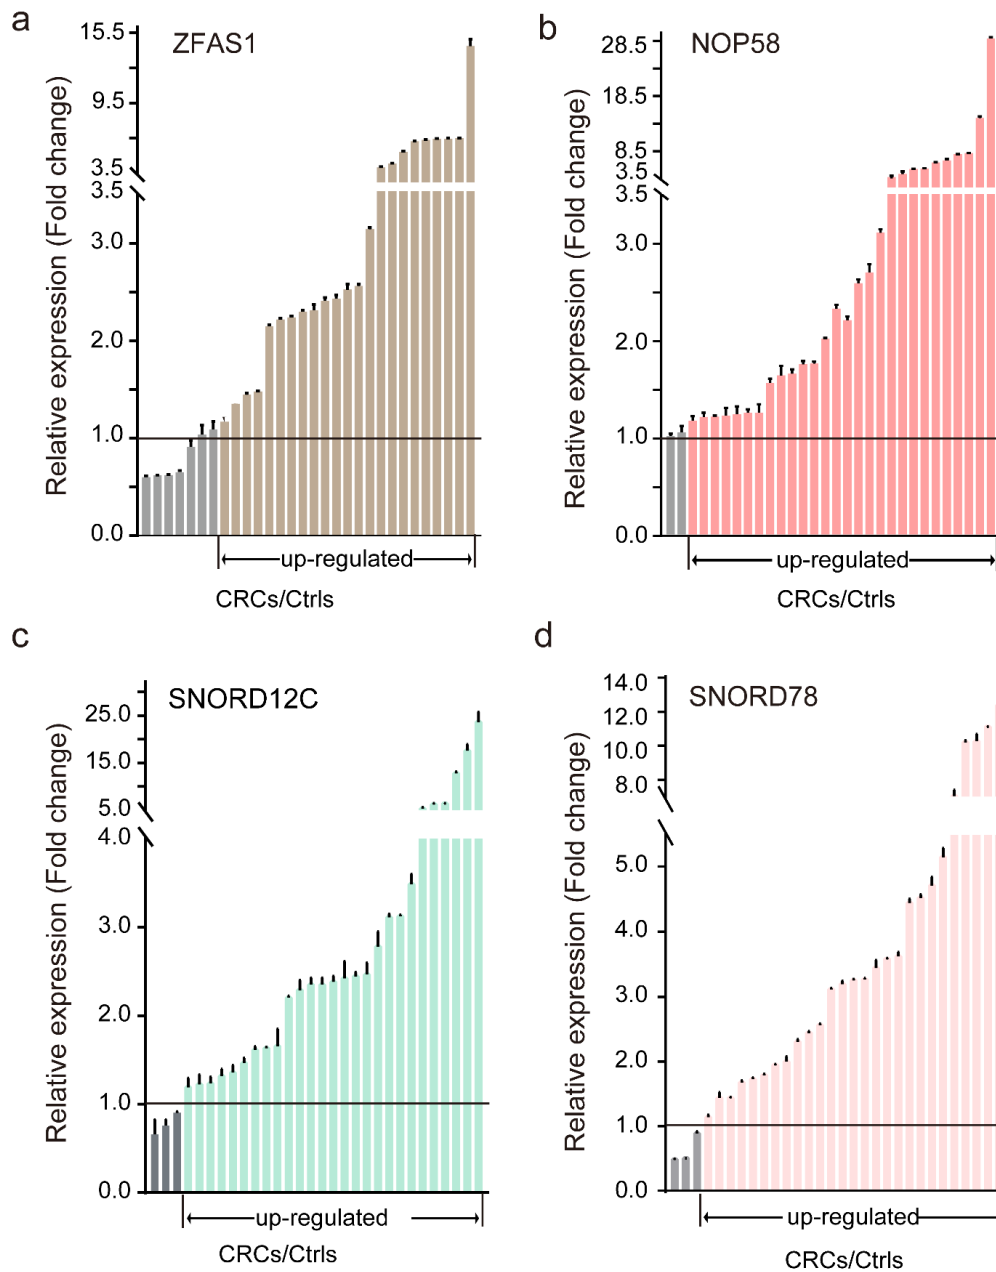 a
ZFAS1
Relative expression (Fold change)
15.5
9.5
3.5
3.5
3.0
2.0
1.0
0.0
up-regulated
CRCs/Ctrls
b
NOP58
Relative expression (Fold change)
28.5
18.5
8.5
3.5
3.5
3.0
2.0
1.0
0.0
up-regulated
CRCs/Ctrls
c
SNORD12C
Relative expression (Fold change)
25.0
15.0
5.0
4.0
3.0
2.0
1.0
0.0
up-regulated
CRCs/Ctrls
d
SNORD78
Relative expression (Fold change)
14.0
12.0
10.0
8.0
5.0
4.0
3.0
2.0
1.0
0.0
up-regulated
CRCs/Ctrls